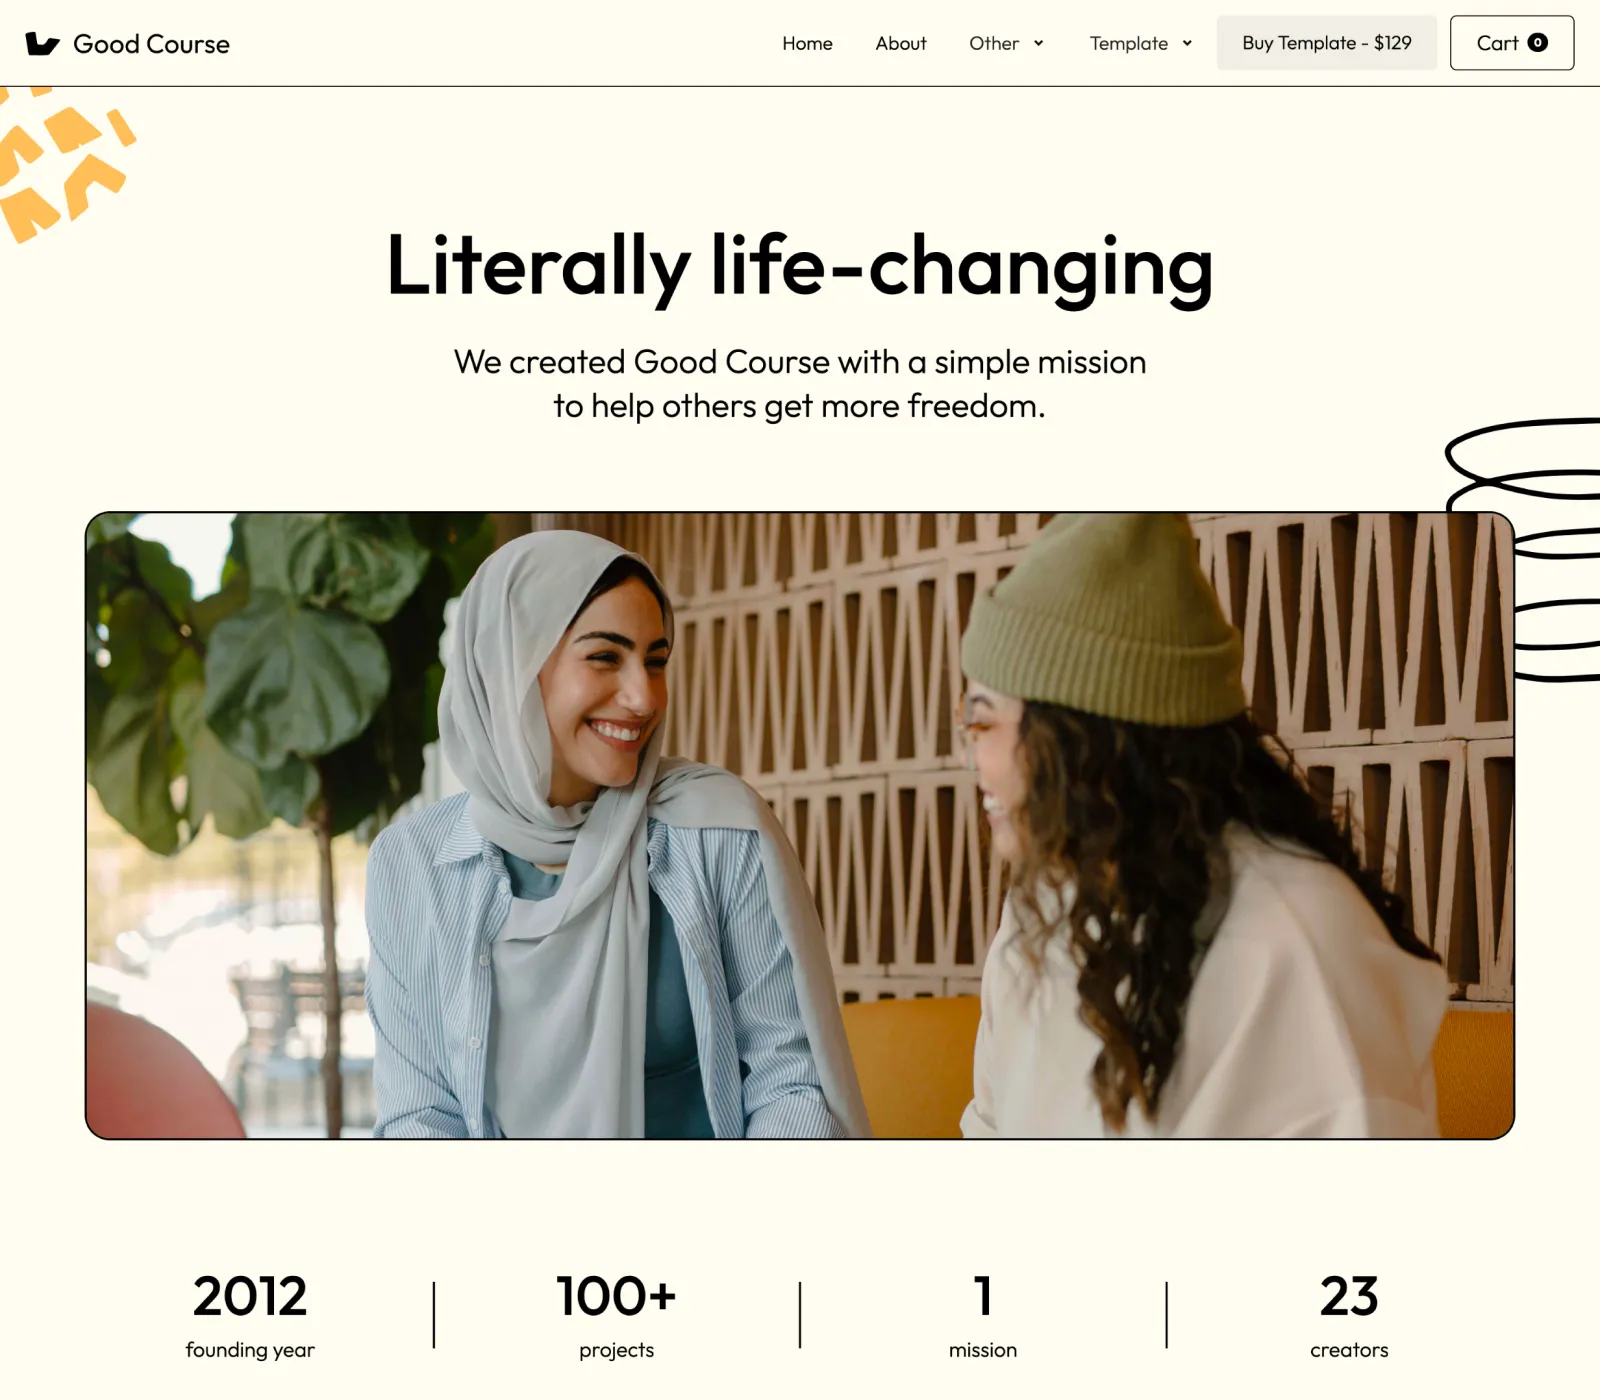 Good Course
Home
About
Other
Template
Buy Template - $129
Cart 0
Literally life-changing
We created Good Course with a simple mission
to help others get more freedom.
2012
founding year
100+
projects
1
mission
23
creators